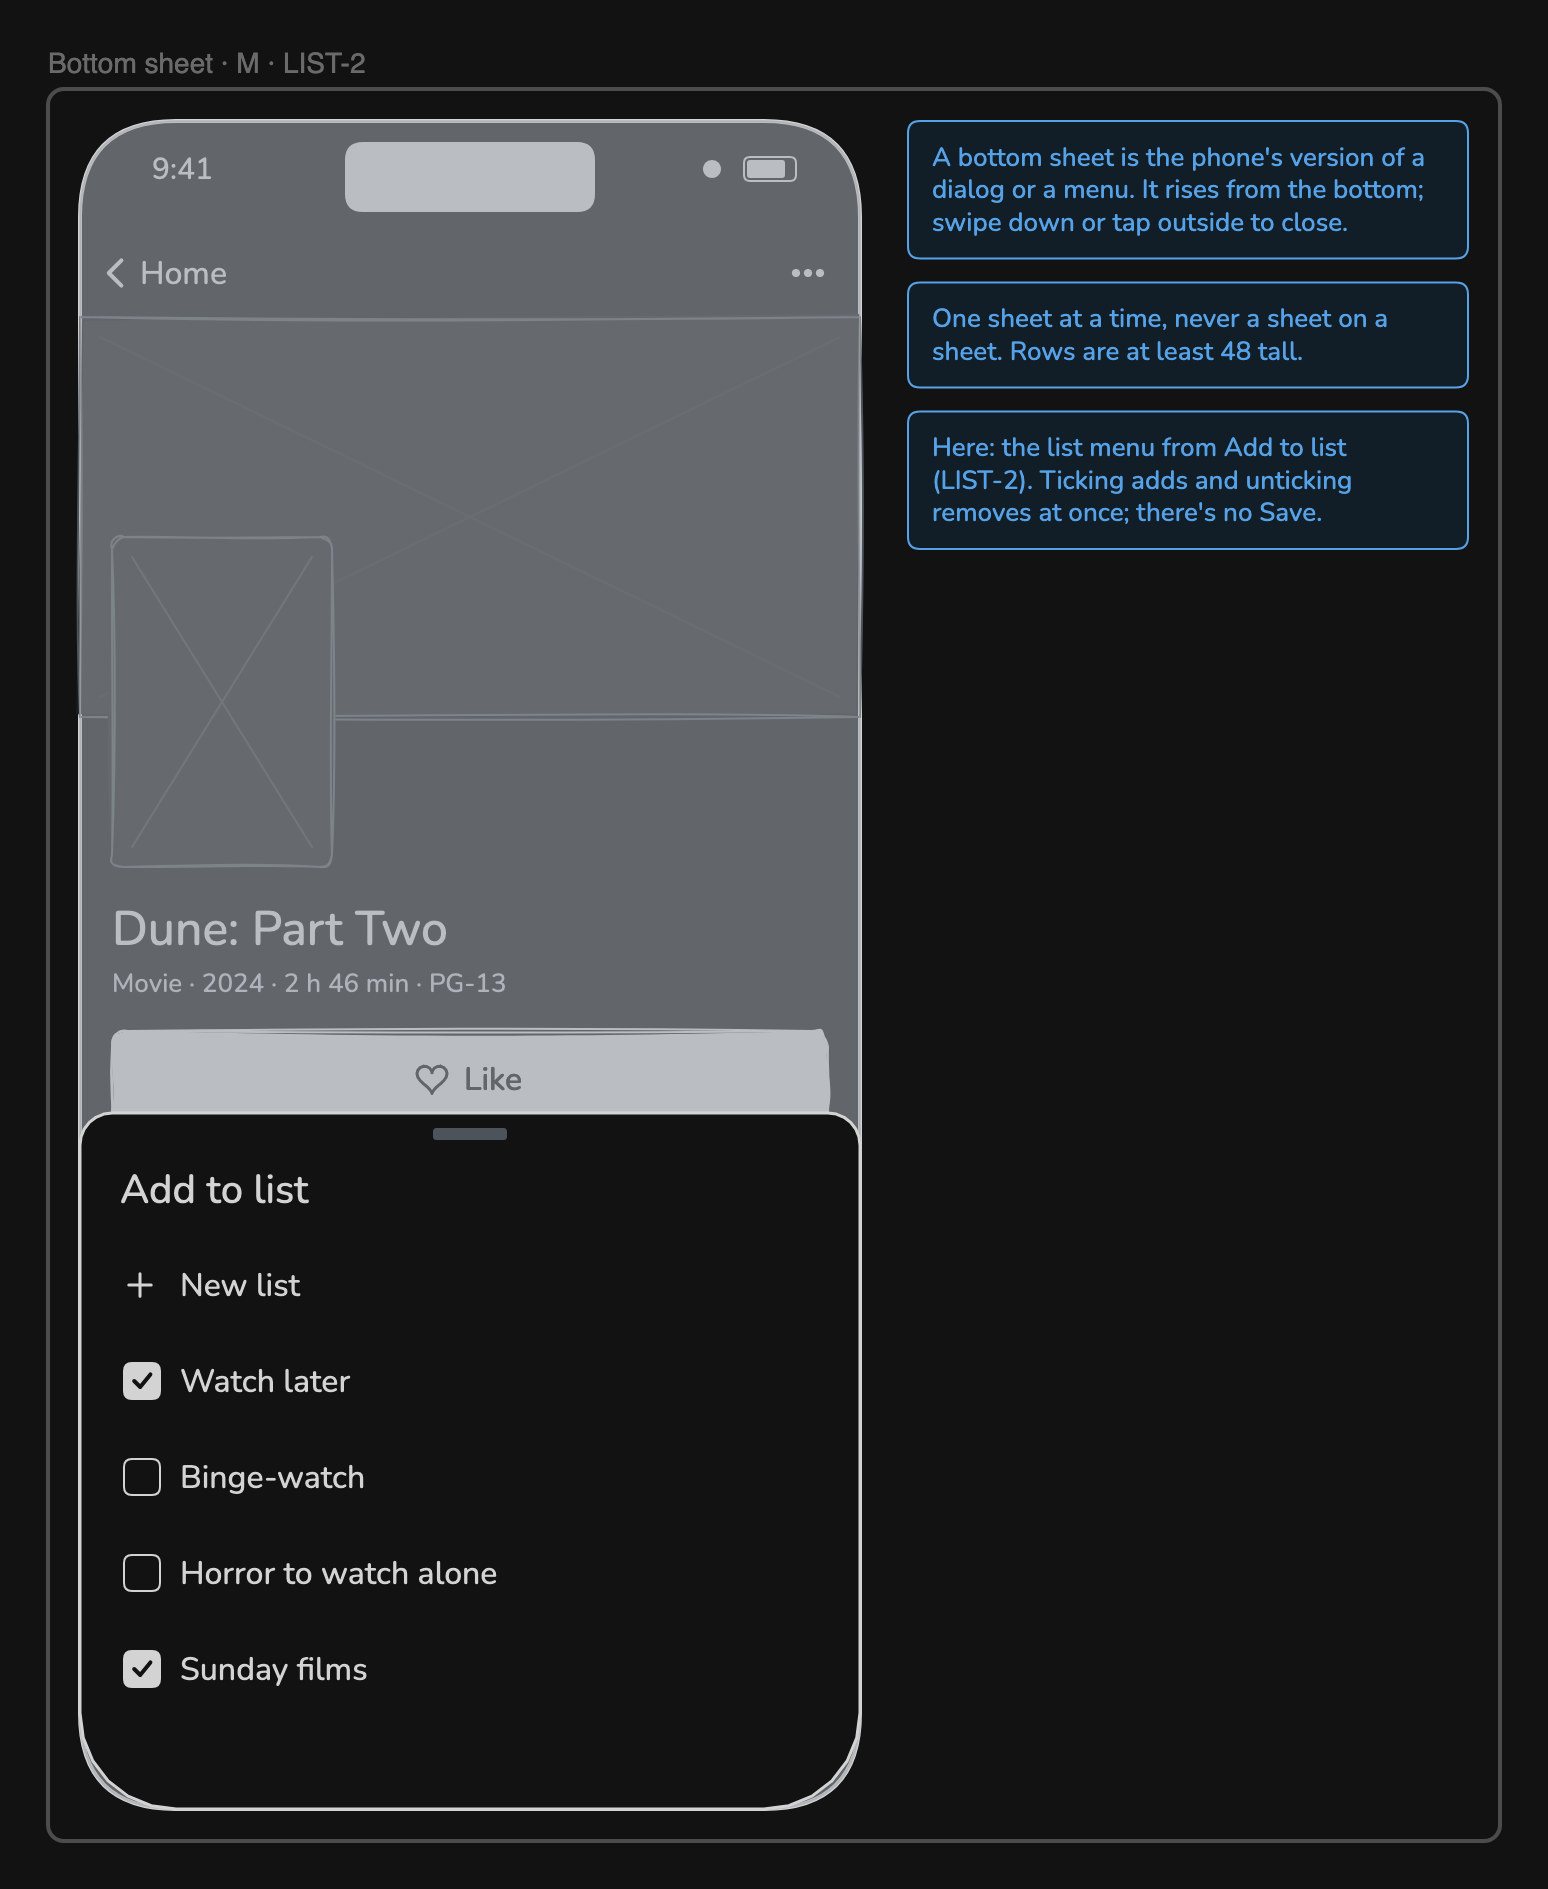 Bottom sheet · M · LIST-2
9:41
Home
Dune: Part Two
Movie · 2024 · 2 h 46 min · PG-13
Like
Add to list
New list
Watch later
Binge-watch
Horror to watch alone
Sunday films
A bottom sheet is the phone's version of a
dialog or a menu. It rises from the bottom;
swipe down or tap outside to close.
One sheet at a time, never a sheet on a
sheet. Rows are at least 48 tall.
Here: the list menu from Add to list
(LIST-2). Ticking adds and unticking
removes at once; there's no Save.